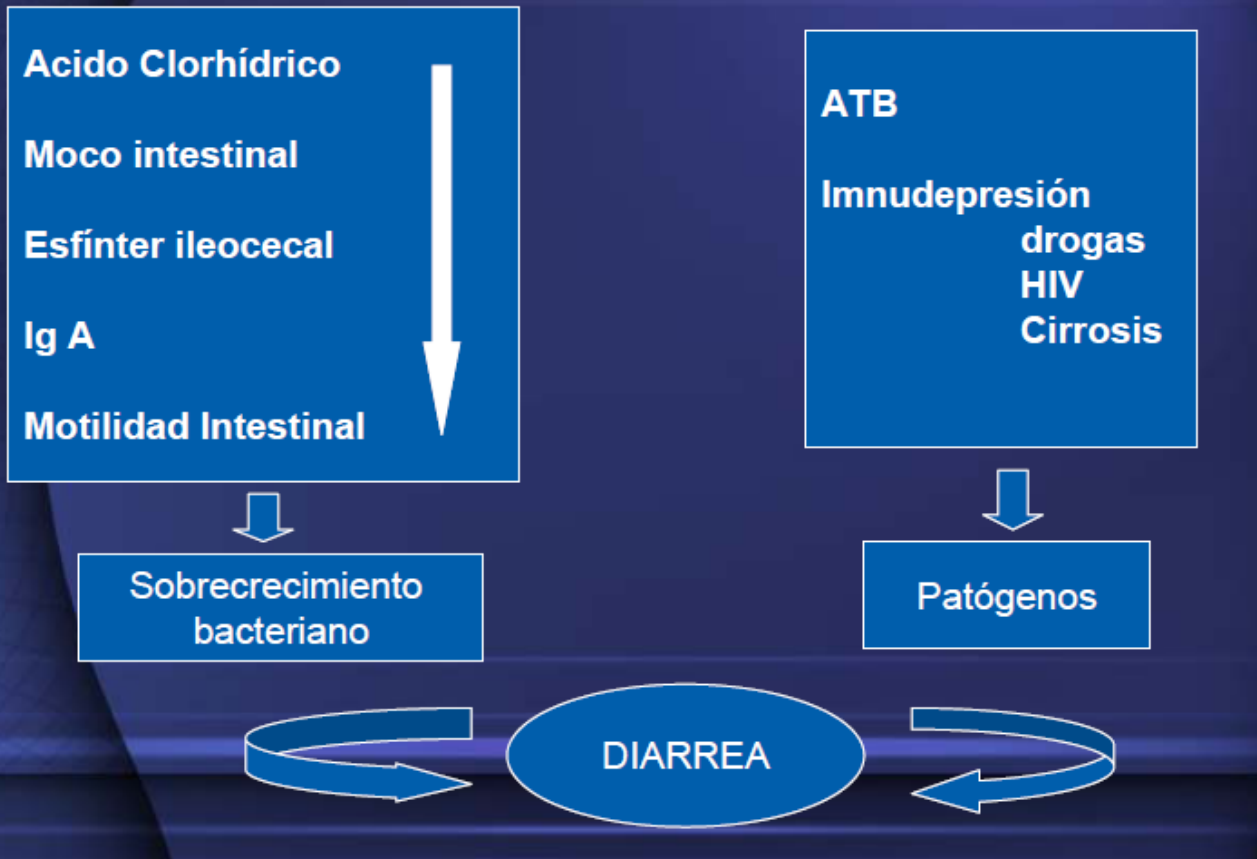 Acido Clorhídrico
Moco intestinal
Esfínter ileocecal
Ig A
Motilidad Intestinal
ATB
Imnudepresión
drogas
HIV
Cirrosis
Sobrecrecimiento
bacteriano
Patógenos
DIARREA